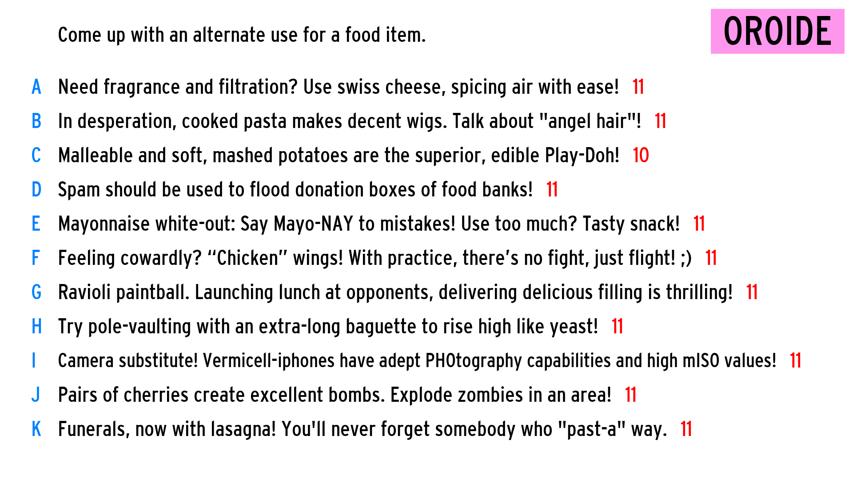 Come up with an alternate use for a food item.
OROIDE
A Need fragrance and filtration? Use swiss cheese, spicing air with ease! 11
B In desperation, cooked pasta makes decent wigs. Talk about "angel hair"! 11
C Malleable and soft, mashed potatoes are the superior, edible Play-Doh! 10
D Spam should be used to flood donation boxes of food banks! 11
E Mayonnaise white-out: Say Mayo-NAY to mistakes! Use too much? Tasty snack! 11
F Feeling cowardly? “Chicken” wings! With practice, there’s no fight, just flight! ;) 11
G Ravioli paintball. Launching lunch at opponents, delivering delicious filling is thrilling! 11
H Try pole-vaulting with an extra-long baguette to rise high like yeast! 11
I Camera substitute! Vermicell-iphones have adept PHOtography capabilities and high mISO values! 11
J Pairs of cherries create excellent bombs. Explode zombies in an area! 11
K Funerals, now with lasagna! You'll never forget somebody who "past-a" way. 11